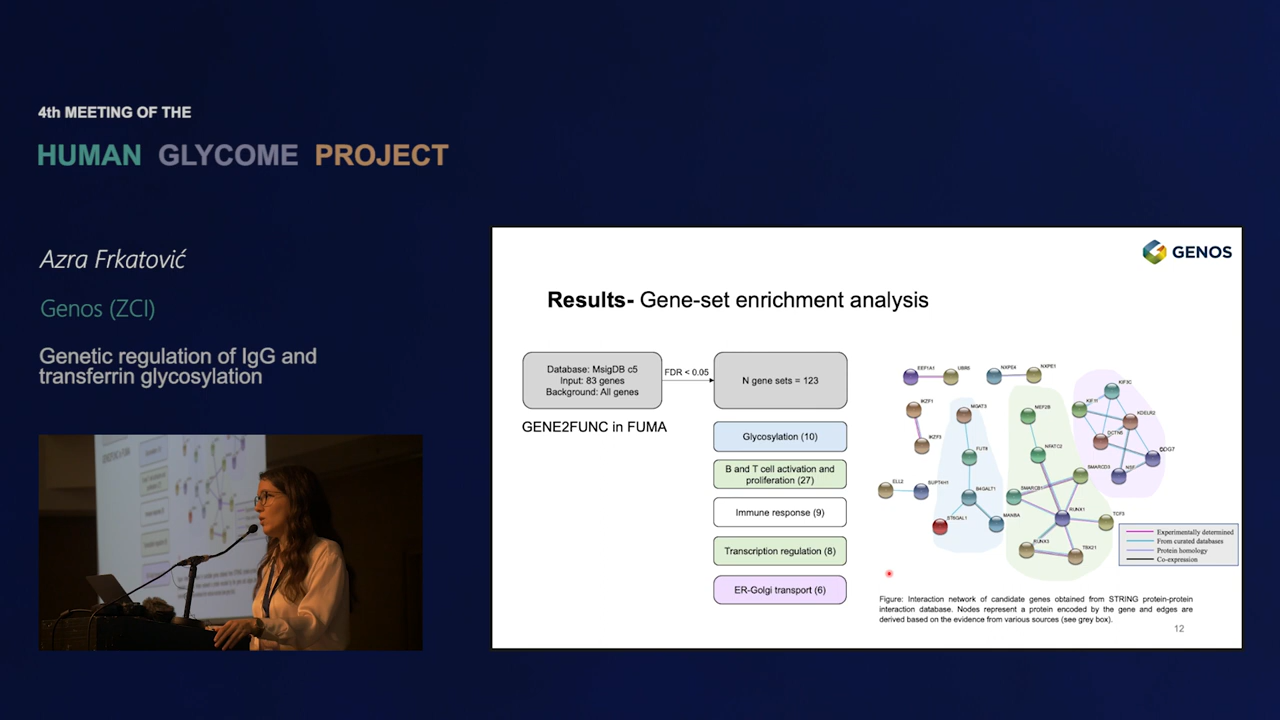 4th MEETING OF THE
HUMAN GLYCOME PROJECT
Azra Frkatović
Genos (ZCI)
Genetic regulation of IgG and
transferrin glycosylation
GENOS
Results- Gene-set enrichment analysis
Database: MsigDB c5
Input: 83 genes
Background: All genes
FDR < 0.05
N gene sets = 123
GENE2FUNC in FUMA
Glycosylation (10)
B and T cell activation and
proliferation (27)
Immune response (9)
Transcription regulation (8)
ER-Golgi transport (6)
EEF1A1
UBR5
NXPE4
NXPE1
KIF3C
IKZF1
MGAT3
MEF2B
KIF11
KDELR2
IKZF3
DCTN5
FUT8
NFATC2
COG7
NSF
SMARCD3
ELL2
SUPT4H1
B4GALT1
SMARCB1
ST6GAL1
MANBA
RUNX1
TCF3
RUNX3
TBX21
Experimentally determined
From curated databases
Protein homology
Co-expression
Figure: Interaction network of candidate genes obtained from STRING protein-protein
interaction database. Nodes represent a protein encoded by the gene and edges are
derived based on the evidence from various sources (see grey box).
12